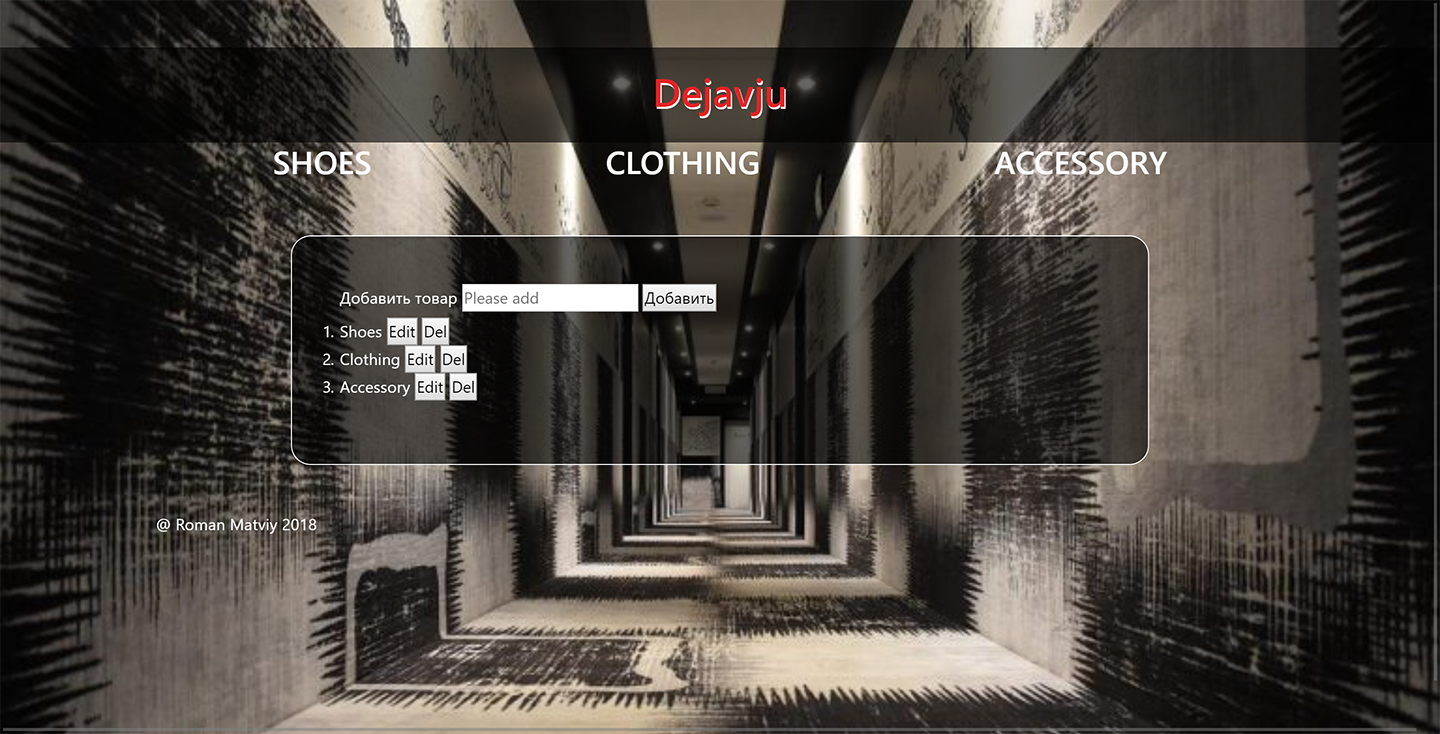 Dejavju
SHOES CLOTHING ACCESSORY
Добавить товар Please add Добавить
1. Shoes Edit Del
2. Clothing Edit Del
3. Accessory Edit Del
@ Roman Matviy 2018